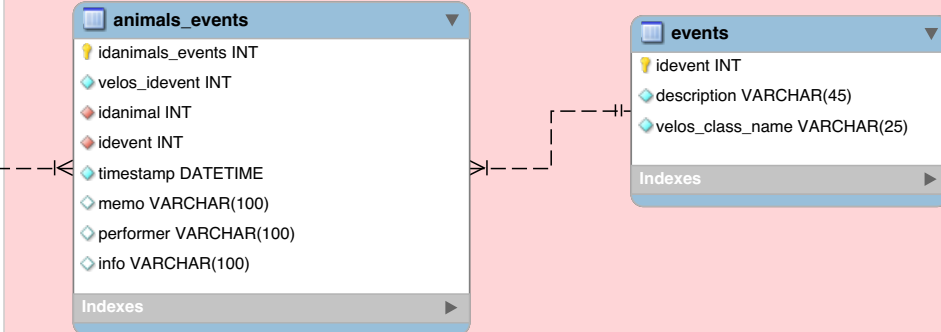 animals_events
idanimals_events INT
velos_idevent INT
idanimal INT
idevent INT
timestamp DATETIME
memo VARCHAR(100)
performer VARCHAR(100)
info VARCHAR(100)
Indexes
events
idevent INT
description VARCHAR(45)
velos_class_name VARCHAR(25)
Indexes